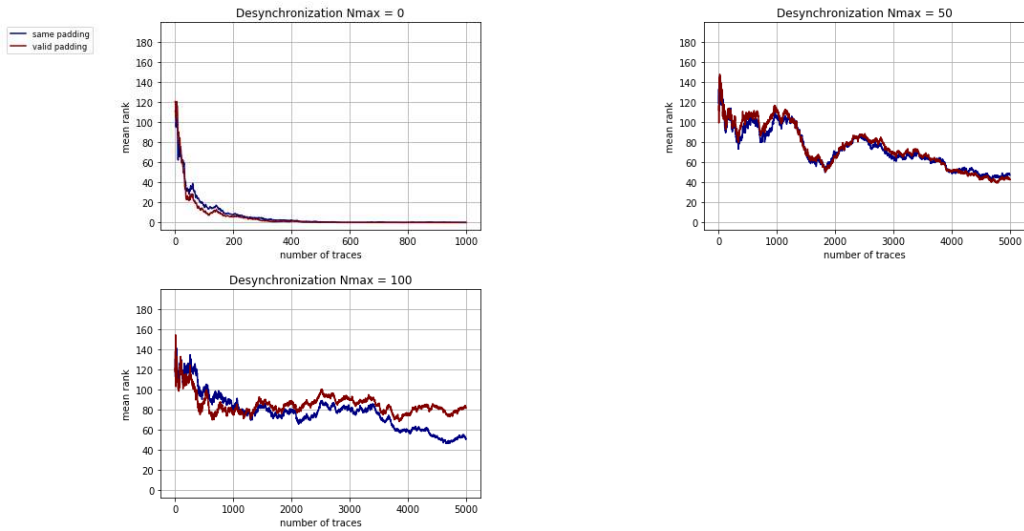 same padding
valid padding
Desynchronization Nmax = 0
mean rank
180
160
140
120
100
80
60
40
20
0
0 200 400 600 800 1000
number of traces
Desynchronization Nmax = 50
mean rank
180
160
140
120
100
80
60
40
20
0
0 1000 2000 3000 4000 5000
number of traces
Desynchronization Nmax = 100
mean rank
180
160
140
120
100
80
60
40
20
0
0 1000 2000 3000 4000 5000
number of traces